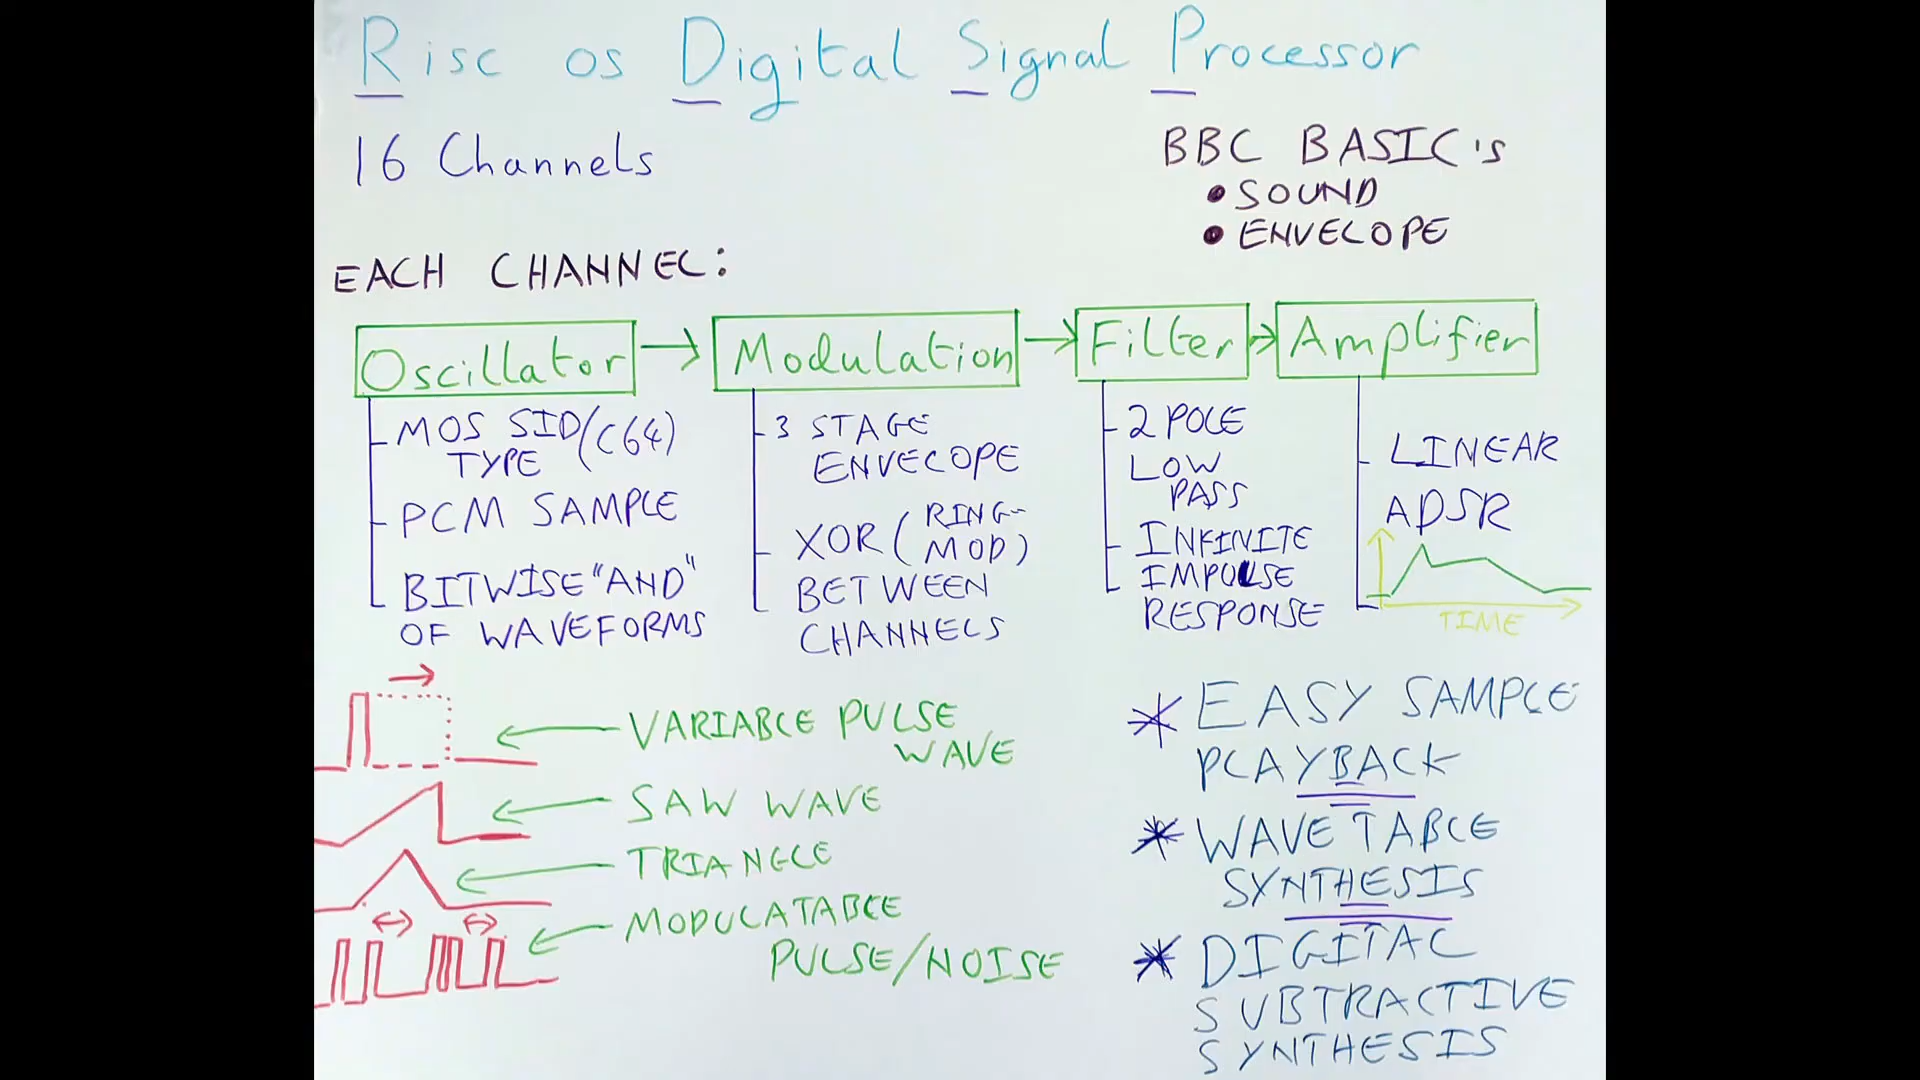 Risc os Digital Signal Processor
16 Channels
BBC BASIC's
• SOUND
• ENVELOPE
EACH CHANNEL:
Oscillator → Modulation → Filter → Amplifier
MOS SID (C64)
TYPE
PCM SAMPLE
BITWISE "AND"
OF WAVEFORMS
3 STAGE
ENVELOPE
XOR (RING-
MOD)
BETWEEN
CHANNELS
2 POLE
LOW
PASS
INFINITE
IMPULSE
RESPONSE
LINEAR
ADSR
TIME
VARIABLE PULSE
WAVE
SAW WAVE
TRIANGLE
MODULATABLE
PULSE/NOISE
* EASY SAMPLE
PLAYBACK
* WAVE TABLE
SYNTHESIS
* DIGITAL
SUBTRACTIVE
SYNTHESIS